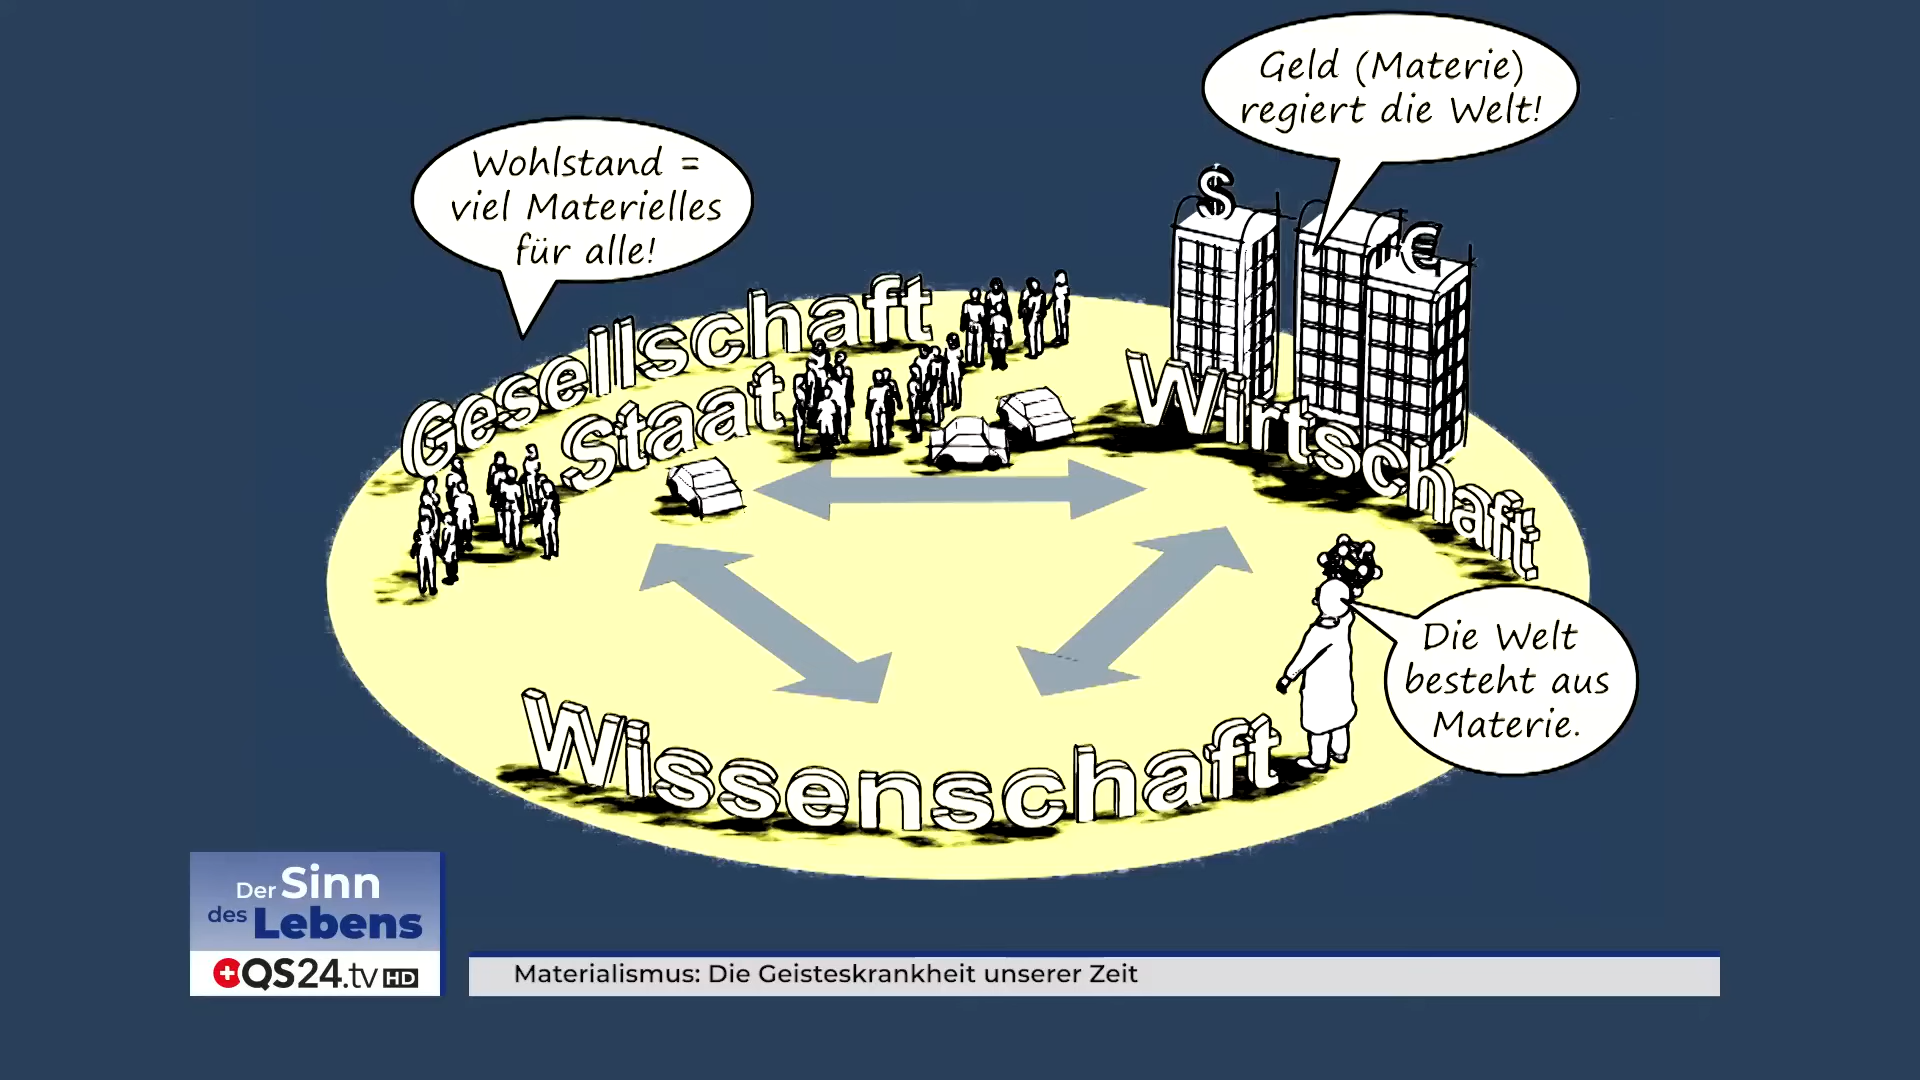 Geld (Materie)
regiert die Welt!
Wohlstand =
viel Materielles
für alle!
$
€
Gesellschaft
Staat
Wirtschaft
Die Welt
besteht aus
Materie.
Wissenschaft
Der Sinn
des Lebens
QS24.tv HD
Materialismus: Die Geisteskrankheit unserer Zeit